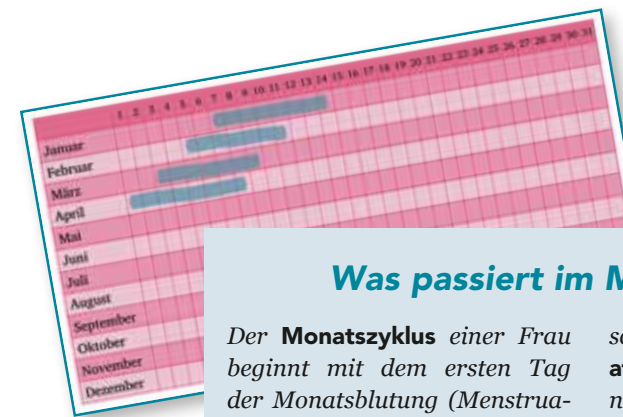 1 2 3 4 5 6 7 8 9 10 11 12 13 14 15 16 17 18 19 20 21 22 23 24 25 26 27 28 29 30 31
Januar
Februar
März
April
Mai
Juni
Juli
August
September
Oktober
November
Dezember
Was passiert im M
Der Monatszyklus einer Frau
beginnt mit dem ersten Tag
der Monatsblutung (Menstrua-